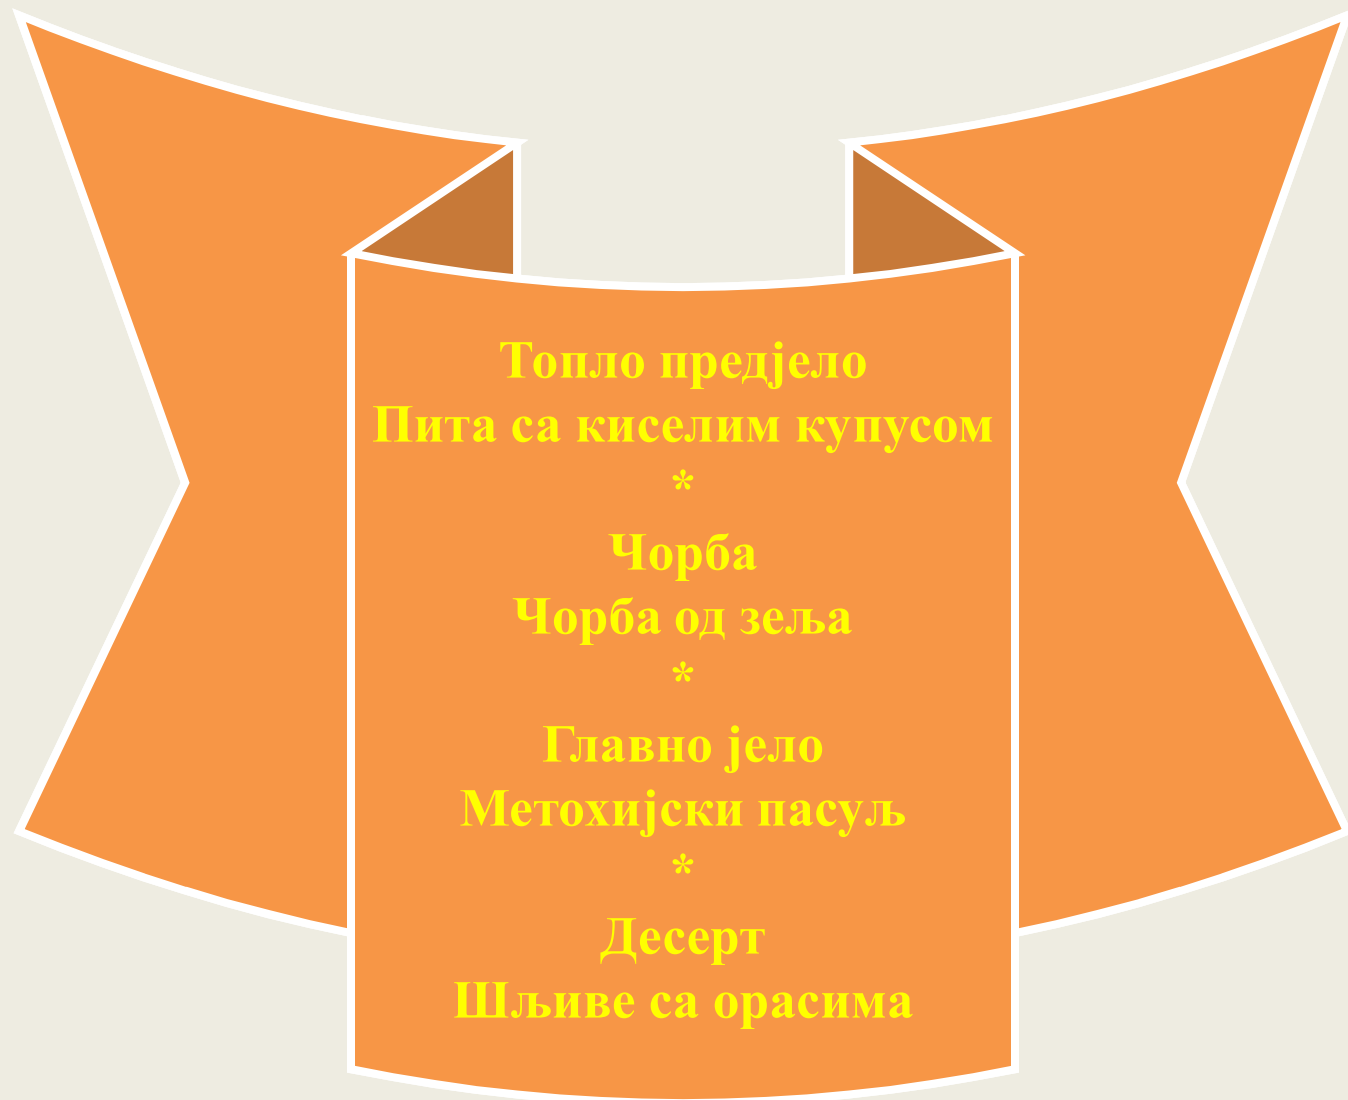 Топло предјело
Пита са киселим купусом
*
Чорба
Чорба од зеља
*
Главно јело
Метохијски пасуљ
*
Десерт
Шљиве са орасима